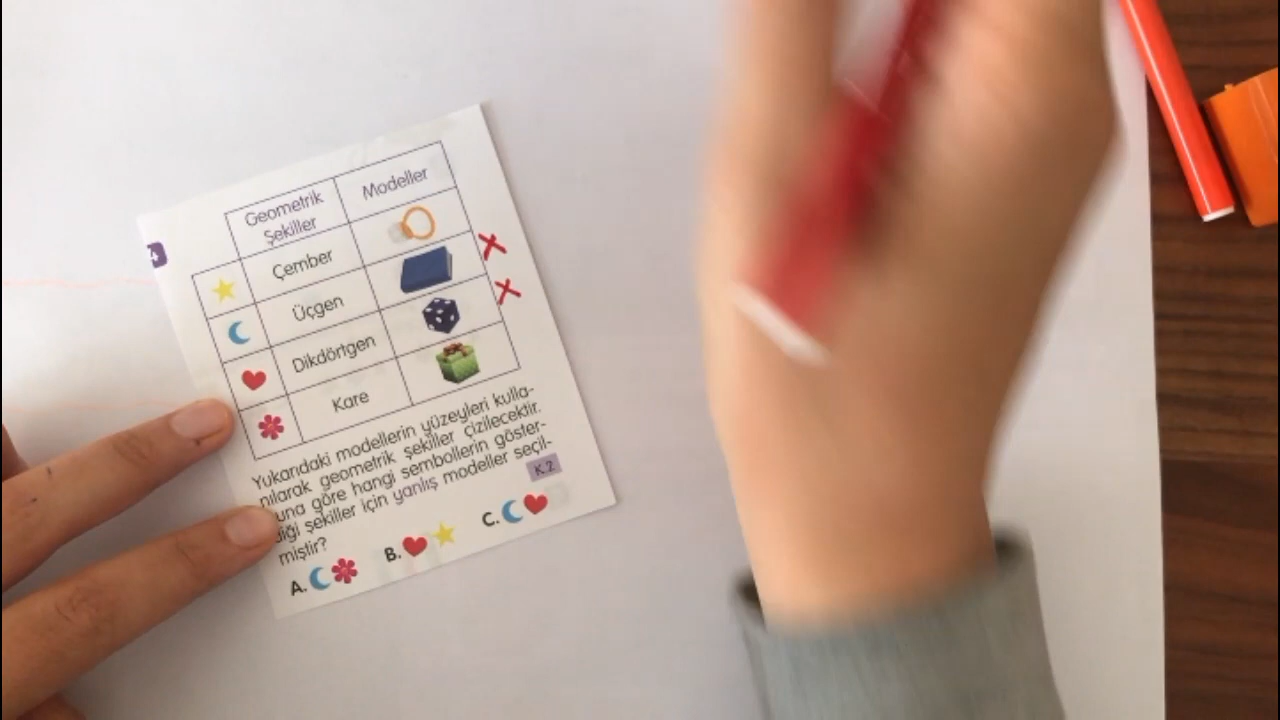 4
Geometrik
Şekiller
Modeller
Çember
Üçgen
Dikdörtgen
Kare
Yukarıdaki modellerin yüzeyleri kulla-
nılarak geometrik şekiller çizilecektir.
una göre hangi sembollerin göster-
diği şekiller için yanlış modeller seçil-
miştir?
K.2
A.
B.
C.